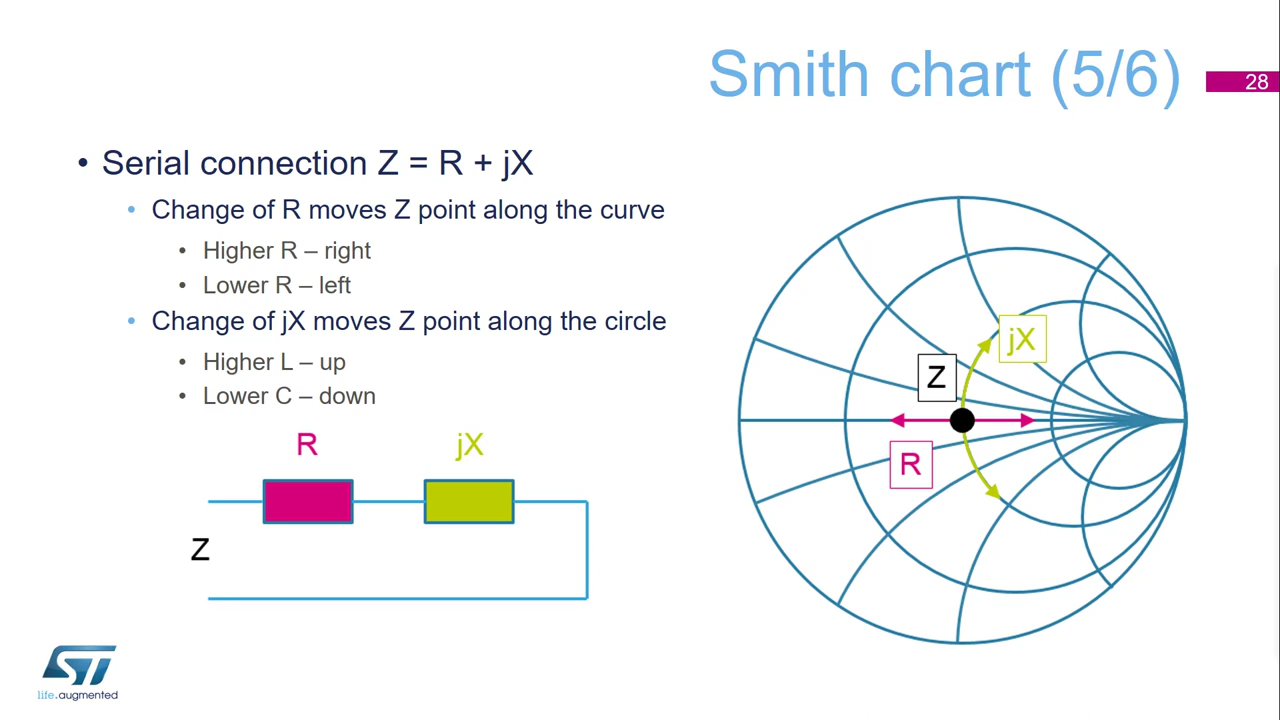 Smith chart (5/6)
28
• Serial connection Z = R + jX
• Change of R moves Z point along the curve
• Higher R – right
• Lower R – left
• Change of jX moves Z point along the circle
• Higher L – up
• Lower C – down
R
jX
Z
jX
Z
R
ST
life.augmented